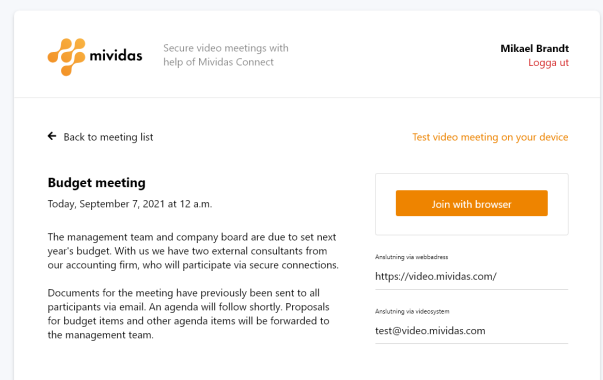 mividas
Secure video meetings with
help of Mividas Connect
Mikael Brandt
Logga ut
Back to meeting list
Test video meeting on your device
Budget meeting
Today, September 7, 2021 at 12 a.m.
The management team and company board are due to set next
year's budget. With us we have two external consultants from
our accounting firm, who will participate via secure connections.
Documents for the meeting have previously been sent to all
participants via email. An agenda will follow shortly. Proposals
for budget items and other agenda items will be forwarded to
the management team.
Join with browser
Anslutning via webbadress
https://video.mividas.com/
Anslutning via videosystem
test@video.mividas.com